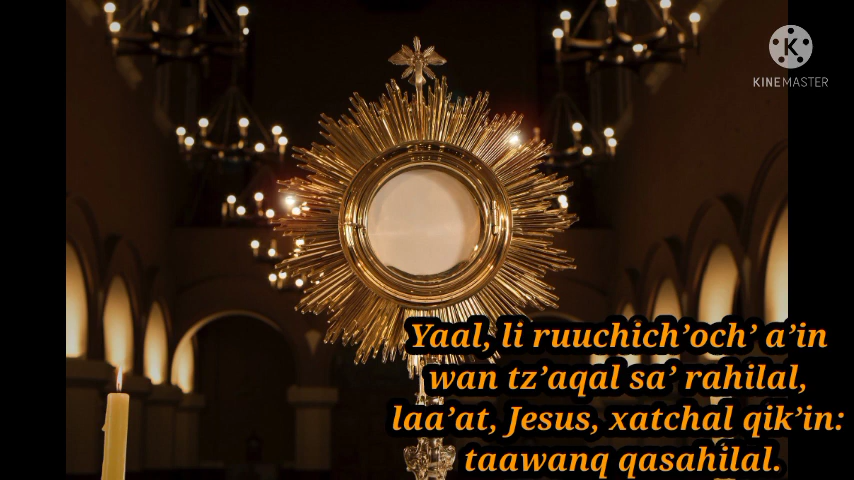 KINEMASTER
Yaal, li ruuchich’och’ a’in
wan tz’aqal sa’ rahilal,
laa’at, Jesus, xatchal qik’in:
taawanq qasahilal.